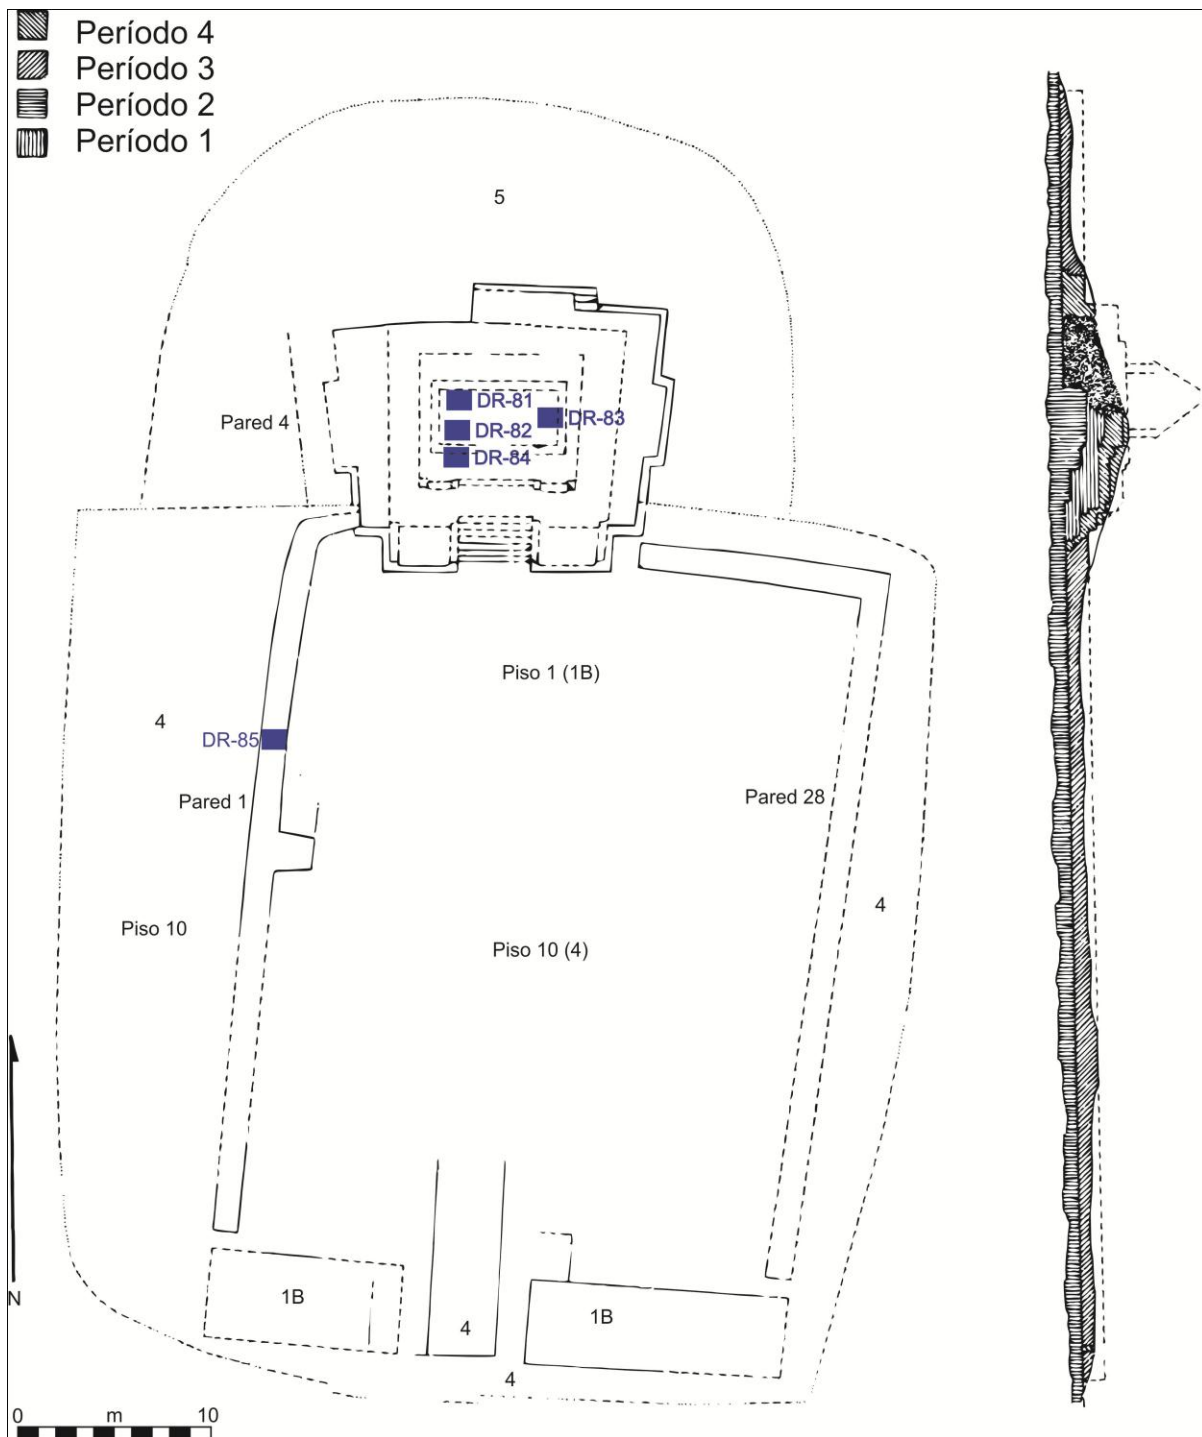 Período 4
Período 3
Período 2
Período 1
5
DR-81
DR-83
Pared 4
DR-82
DR-84
Piso 1 (1B)
4
DR-85
Pared 1
Pared 28
4
Piso 10
Piso 10 (4)
N
1B
1B
4
4
0 m 10